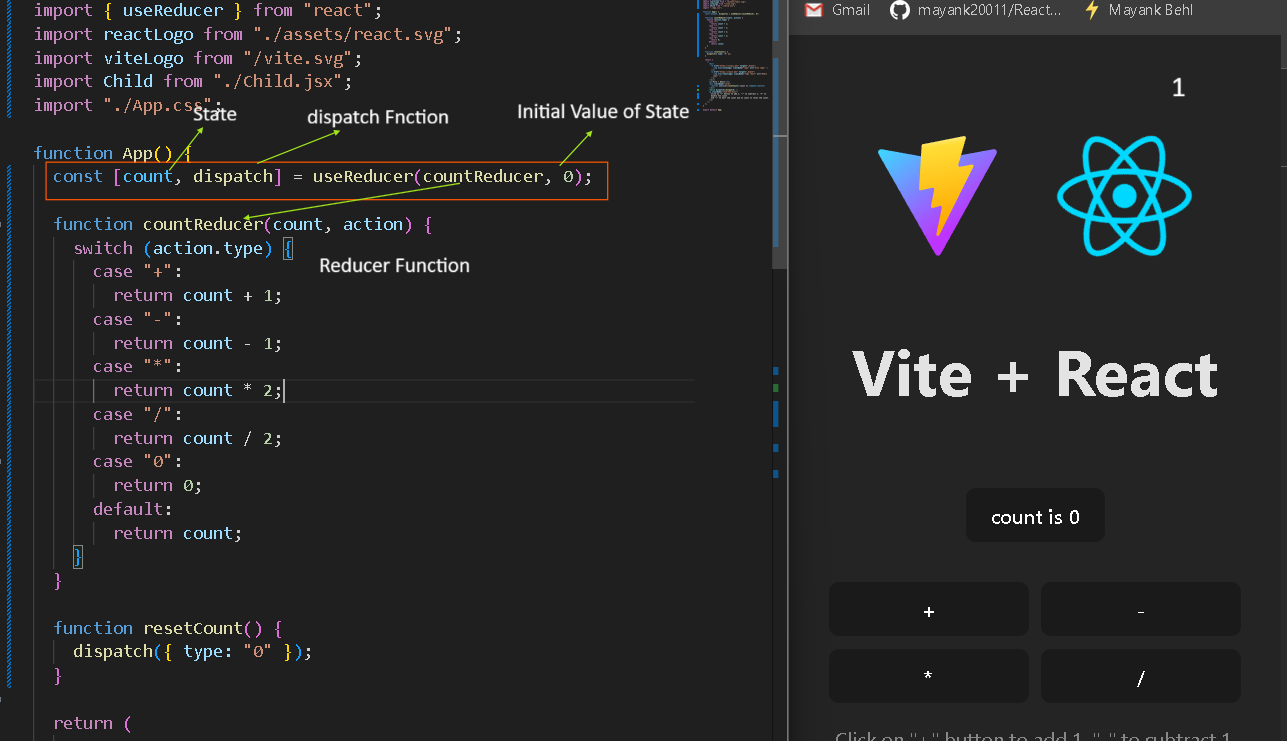 import { useReducer } from "react";
import reactLogo from "./assets/react.svg";
import viteLogo from "/vite.svg";
import Child from "./Child.jsx";
import "./App.css";
State
dispatch Fnction
Initial Value of State
function App() {
const [count, dispatch] = useReducer(countReducer, 0);
function countReducer(count, action) {
switch (action.type) {
Reducer Function
case "+":
return count + 1;
case "-":
return count - 1;
case "*":
return count * 2;
case "/":
return count / 2;
case "0":
return 0;
default:
return count;
}
}
function resetCount() {
dispatch({ type: "0" });
}
return (
Gmail
mayank20011/React...
Mayank Behl
1
Vite + React
count is 0
+
-
*
/
Click on "+" button to add 1, "-" to subtract 1